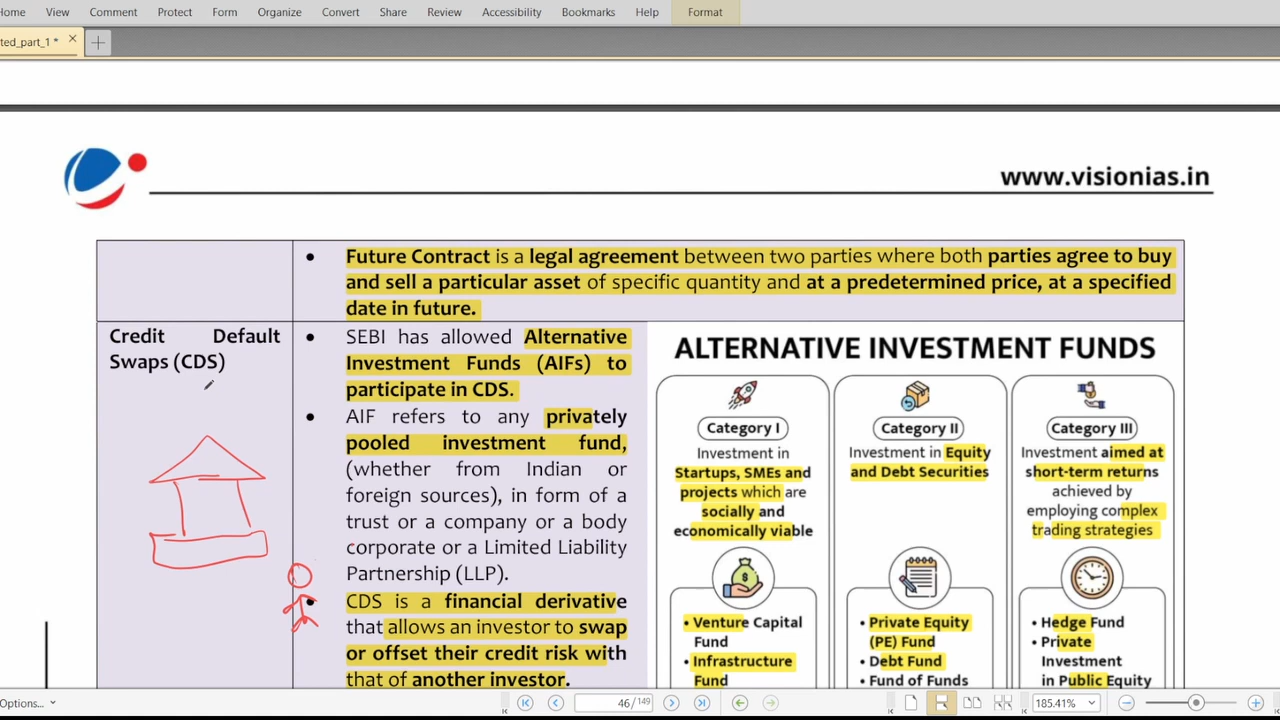 Home View Comment Protect Form Organize Convert Share Review Accessibility Bookmarks Help Format
ted_part_1 *
www.visionias.in
• Future Contract is a legal agreement between two parties where both parties agree to buy
and sell a particular asset of specific quantity and at a predetermined price, at a specified
date in future.
Credit Default
Swaps (CDS)
• SEBI has allowed Alternative
Investment Funds (AIFs) to
participate in CDS.
• AIF refers to any privately
pooled investment fund,
(whether from Indian or
foreign sources), in form of a
trust or a company or a body
corporate or a Limited Liability
Partnership (LLP).
• CDS is a financial derivative
that allows an investor to swap
or offset their credit risk with
that of another investor.
ALTERNATIVE INVESTMENT FUNDS
Category I
Investment in
Startups, SMEs and
projects which are
socially and
economically viable
• Venture Capital
Fund
• Infrastructure
Fund
Category II
Investment in Equity
and Debt Securities
• Private Equity
(PE) Fund
• Debt Fund
• Fund of Funds
Category III
Investment aimed at
short-term returns
achieved by
employing complex
trading strategies
• Hedge Fund
• Private
Investment
in Public Equity
Options... 46 / 149 185.41%